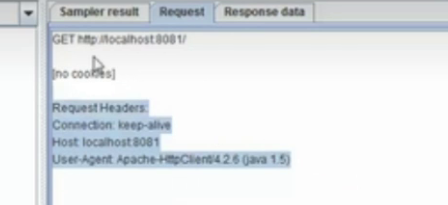 Sampler result Request Response data
GET http://localhost:8081/
[no cookies]
Request Headers:
Connection: keep-alive
Host: localhost:8081
User-Agent: Apache-HttpClient/4.2.6 (java 1.5)